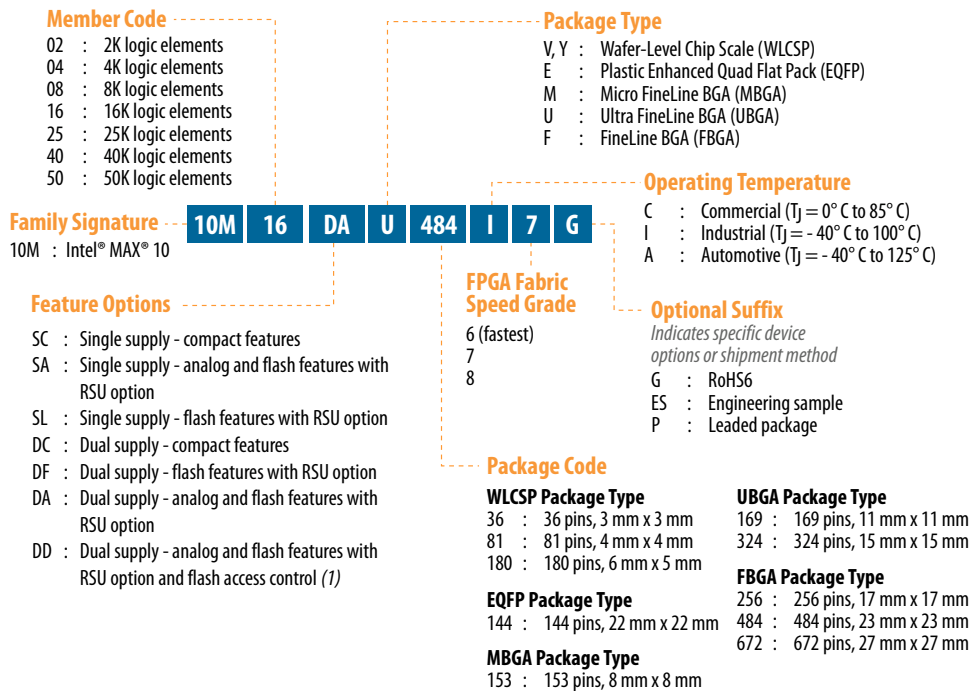 Member Code
02 : 2K logic elements
04 : 4K logic elements
08 : 8K logic elements
16 : 16K logic elements
25 : 25K logic elements
40 : 40K logic elements
50 : 50K logic elements
Package Type
V, Y : Wafer-Level Chip Scale (WLCSP)
E : Plastic Enhanced Quad Flat Pack (EQFP)
M : Micro FineLine BGA (MBGA)
U : Ultra FineLine BGA (UBGA)
F : FineLine BGA (FBGA)
Family Signature
10M : Intel® MAX® 10
10M 16 DA U 484 I 7 G
Operating Temperature
C : Commercial (TJ = 0° C to 85° C)
I : Industrial (TJ = - 40° C to 100° C)
A : Automotive (TJ = - 40° C to 125° C)
Feature Options
SC : Single supply - compact features
SA : Single supply - analog and flash features with
RSU option
SL : Single supply - flash features with RSU option
DC : Dual supply - compact features
DF : Dual supply - flash features with RSU option
DA : Dual supply - analog and flash features with
RSU option
DD : Dual supply - analog and flash features with
RSU option and flash access control (1)
FPGA Fabric
Speed Grade
6 (fastest)
7
8
Optional Suffix
Indicates specific device
options or shipment method
G : RoHS6
ES : Engineering sample
P : Leaded package
Package Code
WLCSP Package Type
36 : 36 pins, 3 mm x 3 mm
81 : 81 pins, 4 mm x 4 mm
180 : 180 pins, 6 mm x 5 mm
EQFP Package Type
144 : 144 pins, 22 mm x 22 mm
MBGA Package Type
153 : 153 pins, 8 mm x 8 mm
UBGA Package Type
169 : 169 pins, 11 mm x 11 mm
324 : 324 pins, 15 mm x 15 mm
FBGA Package Type
256 : 256 pins, 17 mm x 17 mm
484 : 484 pins, 23 mm x 23 mm
672 : 672 pins, 27 mm x 27 mm